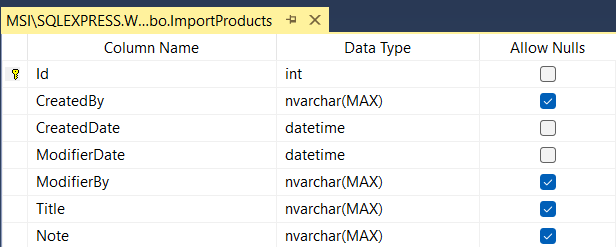 MSI\SQLEXPRESS.W...bo.ImportProducts
Column Name Data Type Allow Nulls
Id int
CreatedBy nvarchar(MAX)
CreatedDate datetime
ModifierDate datetime
ModifierBy nvarchar(MAX)
Title nvarchar(MAX)
Note nvarchar(MAX)